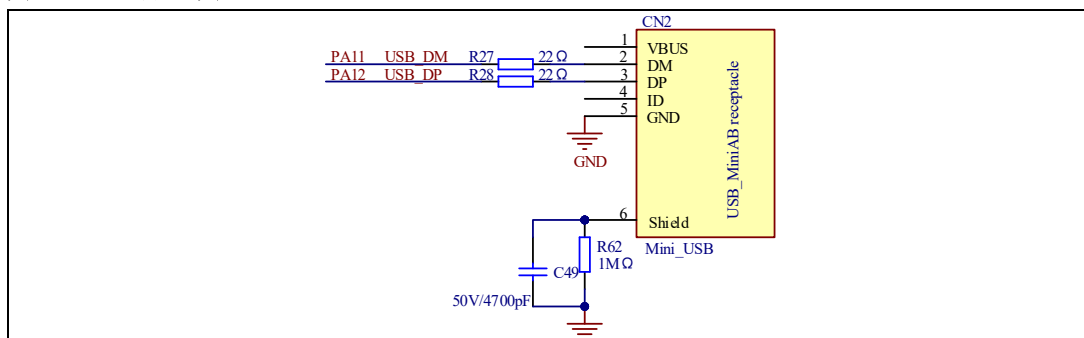 CN2
1 VBUS
PA11 USB_DM R27 22Ω 2 DM
PA12 USB_DP R28 22Ω 3 DP
4 ID
5 GND
GND
USB_MiniAB receptacle
6 Shield
Mini_USB
R62
1MΩ
C49
50V/4700pF